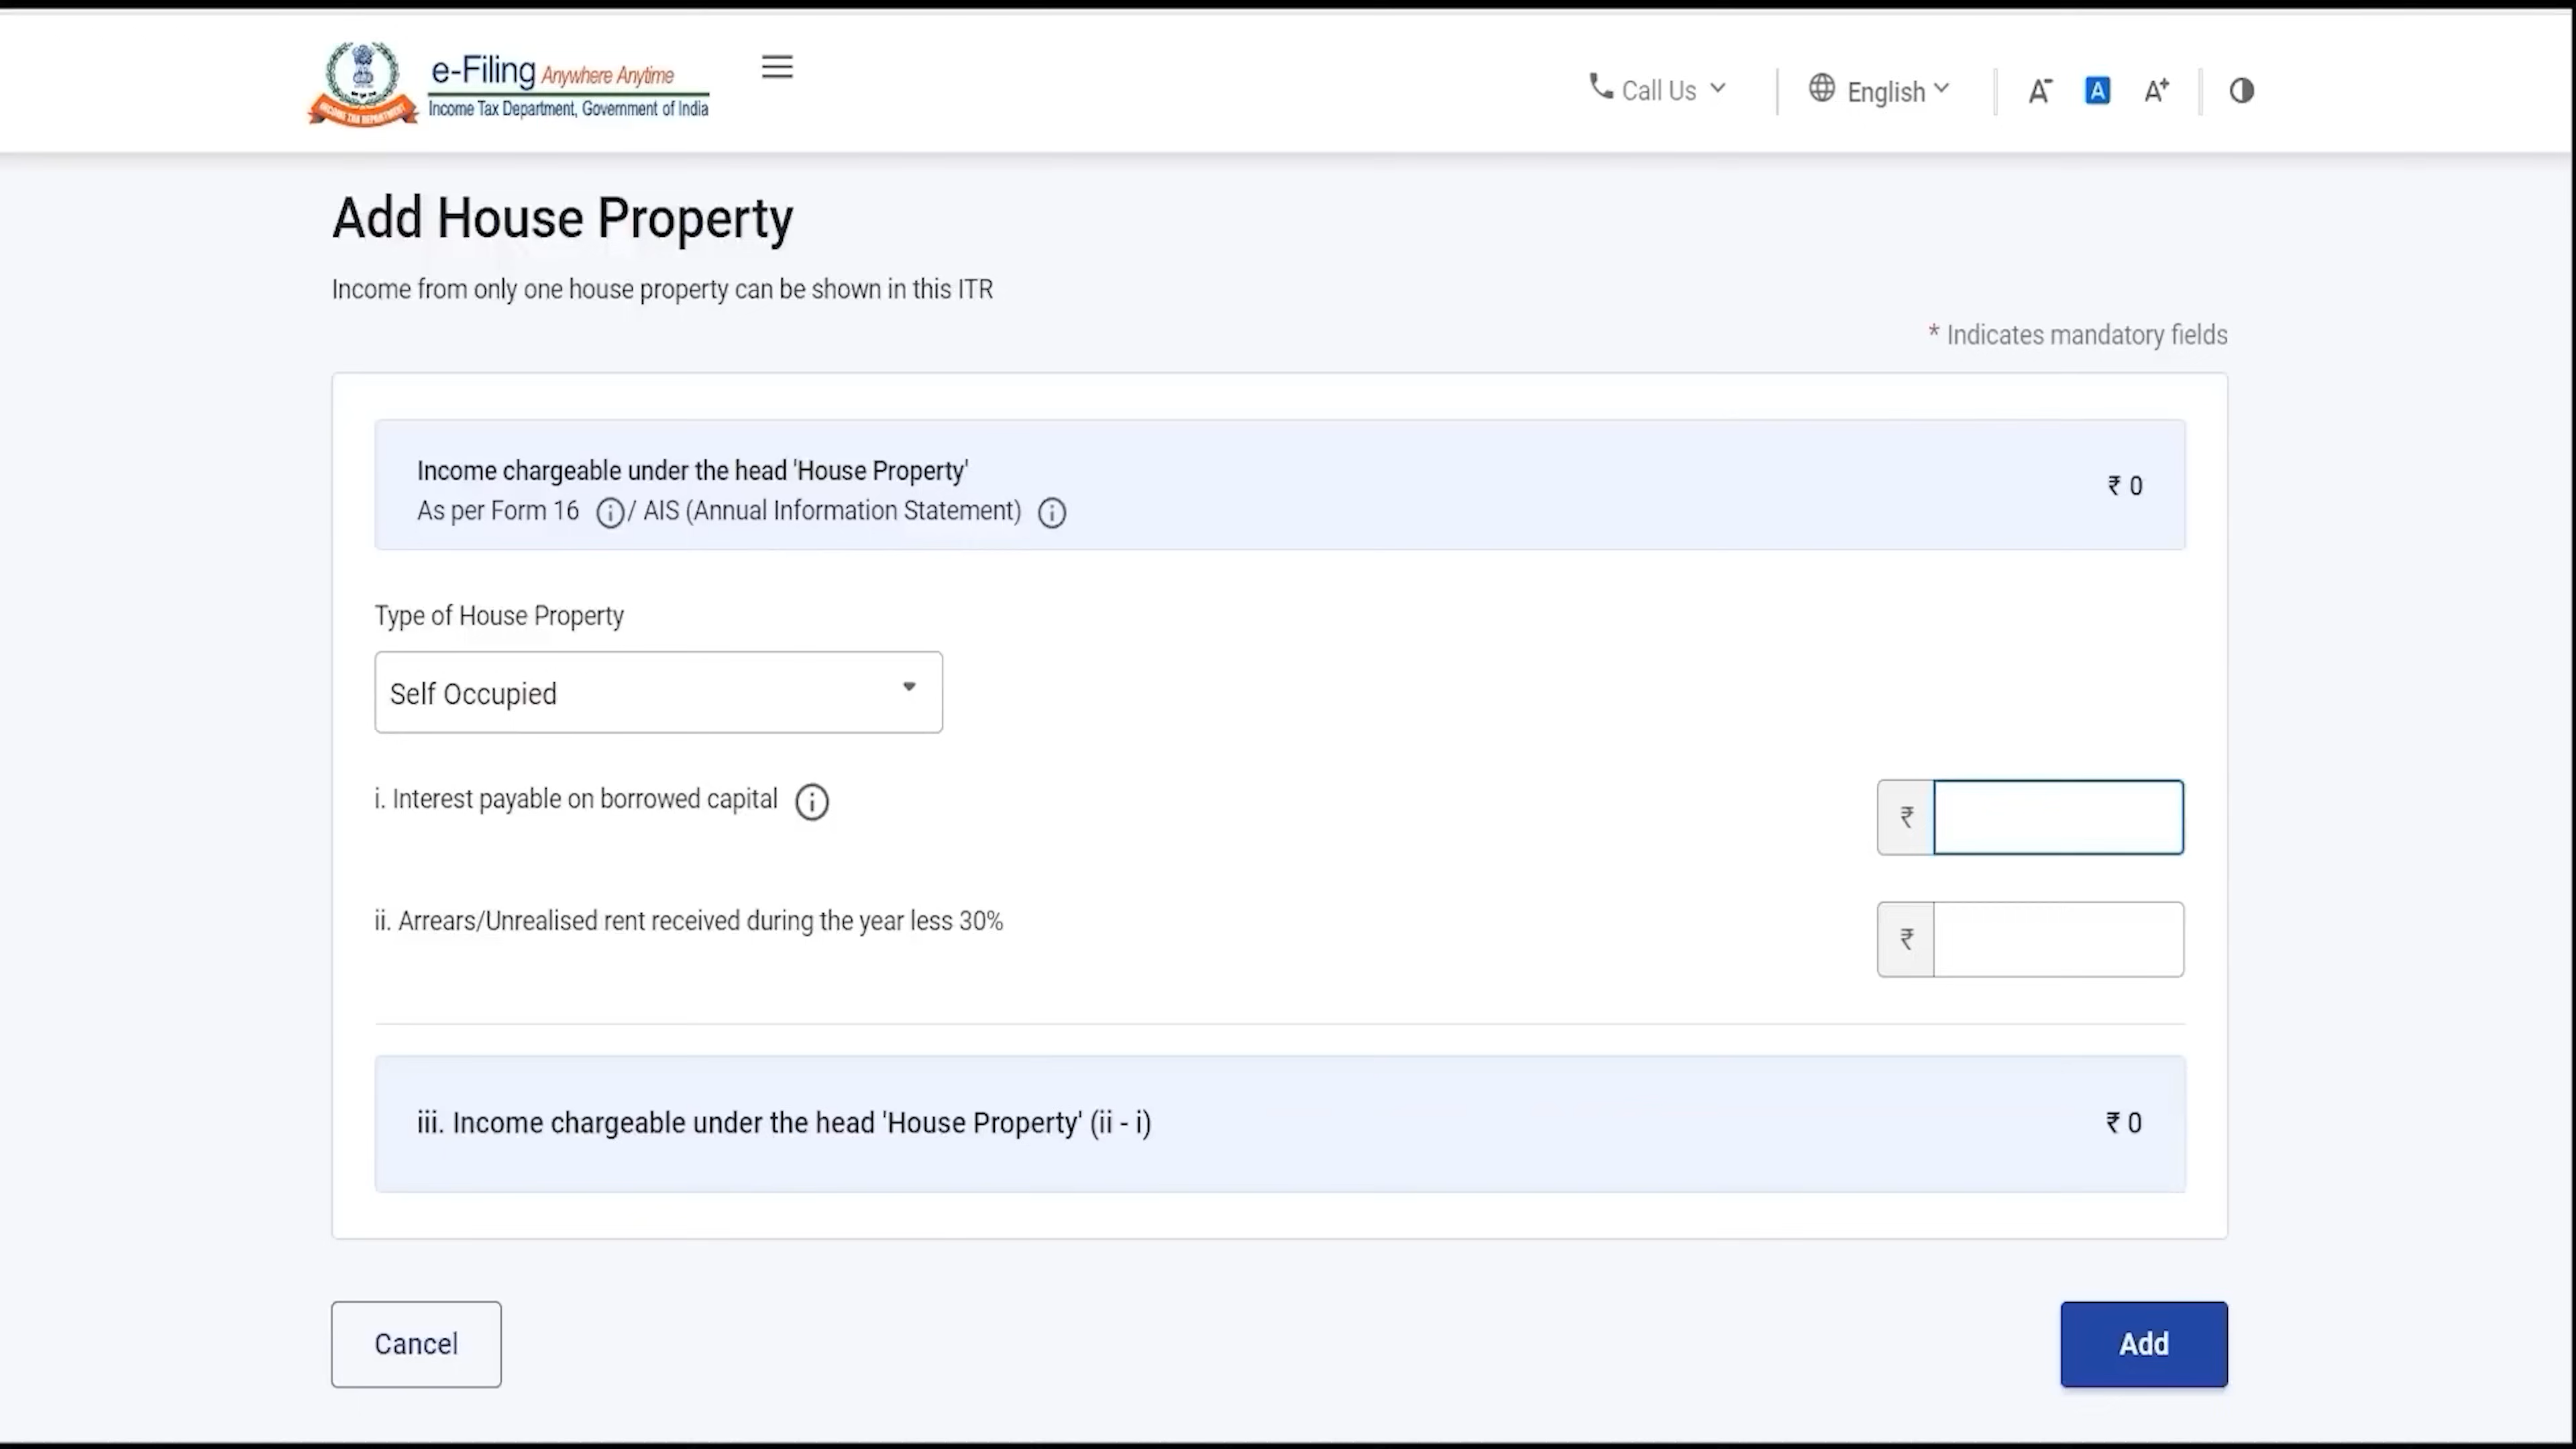 e-Filing Anywhere Anytime
Income Tax Department, Government of India
INCOME TAX DEPARTMENT
Call Us
English
A-
A
A+
Add House Property
Income from only one house property can be shown in this ITR
* Indicates mandatory fields
Income chargeable under the head 'House Property'
As per Form 16 / AIS (Annual Information Statement)
₹ 0
Type of House Property
Self Occupied
i. Interest payable on borrowed capital
₹
ii. Arrears/Unrealised rent received during the year less 30%
₹
iii. Income chargeable under the head 'House Property' (ii - i)
₹ 0
Cancel
Add